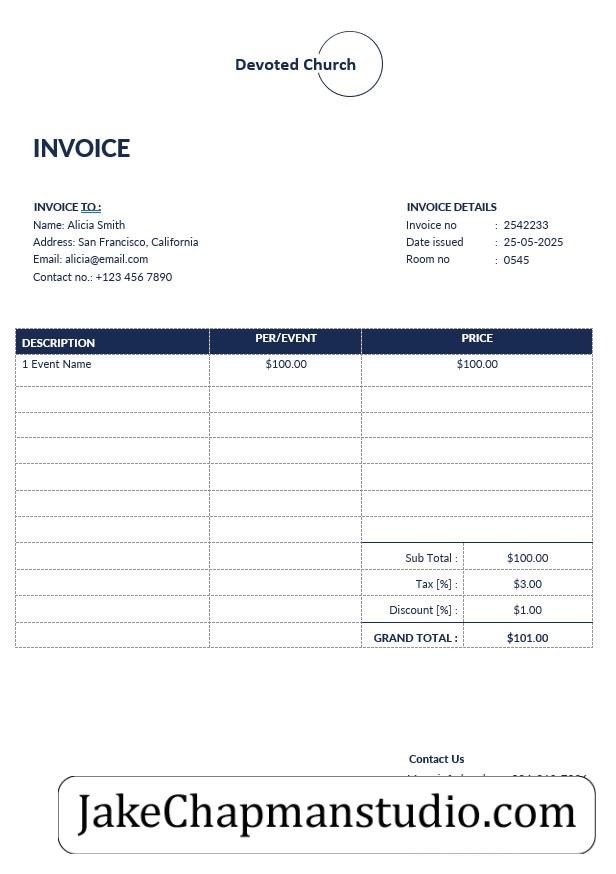 Devoted Church
INVOICE
INVOICE TO :
Name: Alicia Smith
Address: San Francisco, California
Email: alicia@email.com
Contact no.: +123 456 7890
INVOICE DETAILS
Invoice no : 2542233
Date issued : 25-05-2025
Room no : 0545
DESCRIPTION PER/EVENT PRICE
1 Event Name $100.00 $100.00
Sub Total : $100.00
Tax [%] : $3.00
Discount [%] : $1.00
GRAND TOTAL : $101.00
Contact Us
JakeChapmanstudio.com